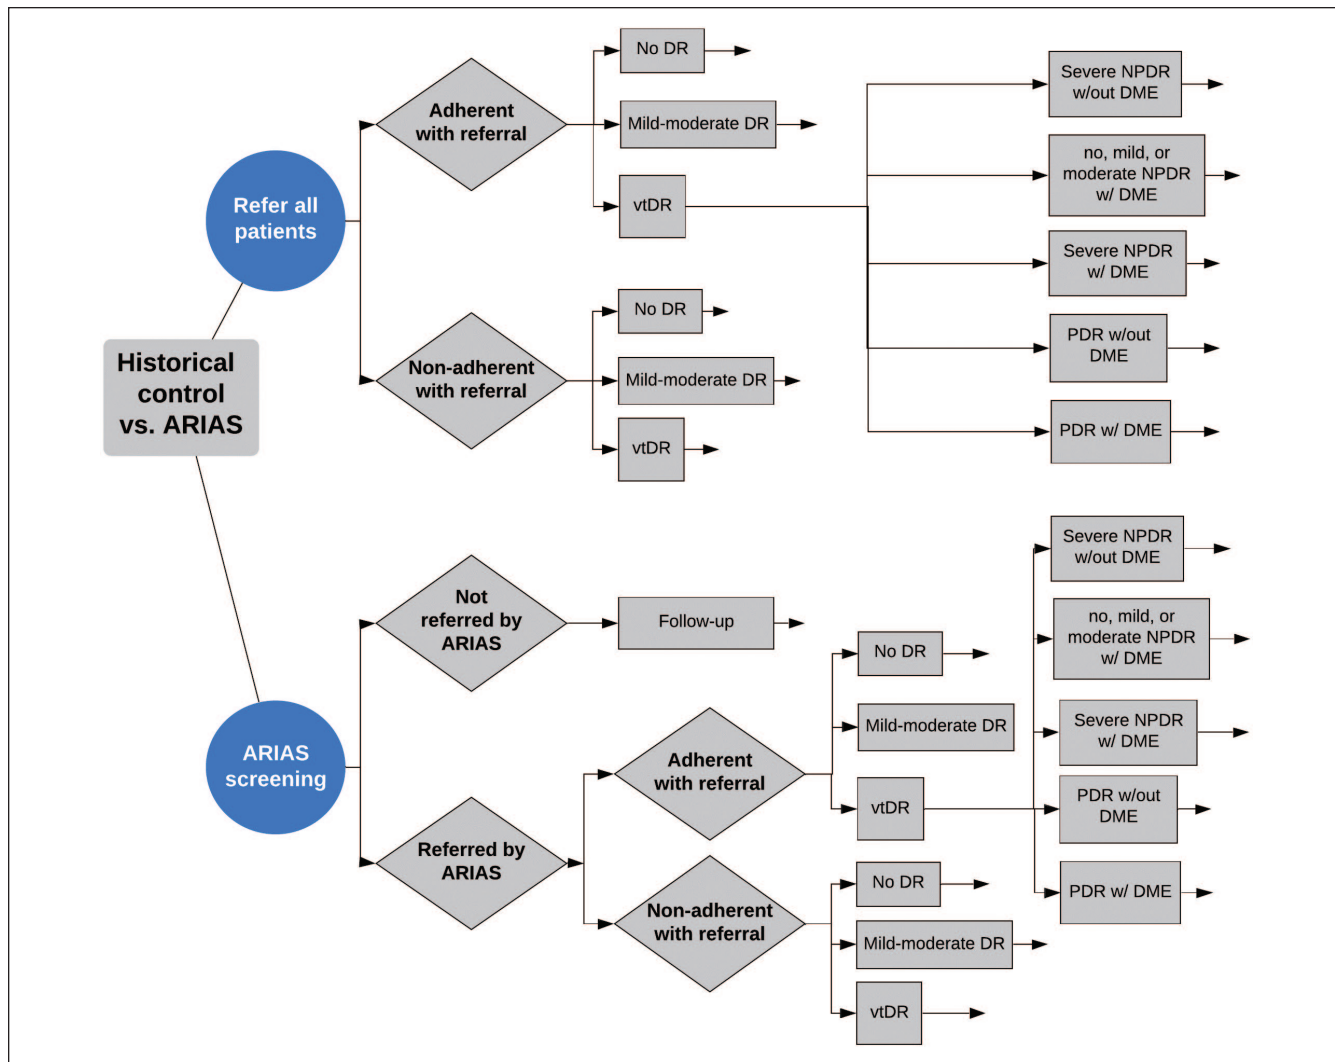 Historical
control
vs. ARIAS
Refer all
patients
Adherent
with referral
No DR
Mild-moderate DR
vtDR
Severe NPDR
w/out DME
no, mild, or
moderate NPDR
w/ DME
Severe NPDR
w/ DME
PDR w/out
DME
PDR w/ DME
Non-adherent
with referral
No DR
Mild-moderate DR
vtDR
ARIAS
screening
Not
referred by
ARIAS
Follow-up
Referred by
ARIAS
Adherent
with referral
No DR
Mild-moderate DR
vtDR
Severe NPDR
w/out DME
no, mild, or
moderate NPDR
w/ DME
Severe NPDR
w/ DME
PDR w/out
DME
PDR w/ DME
Non-adherent
with referral
No DR
Mild-moderate DR
vtDR